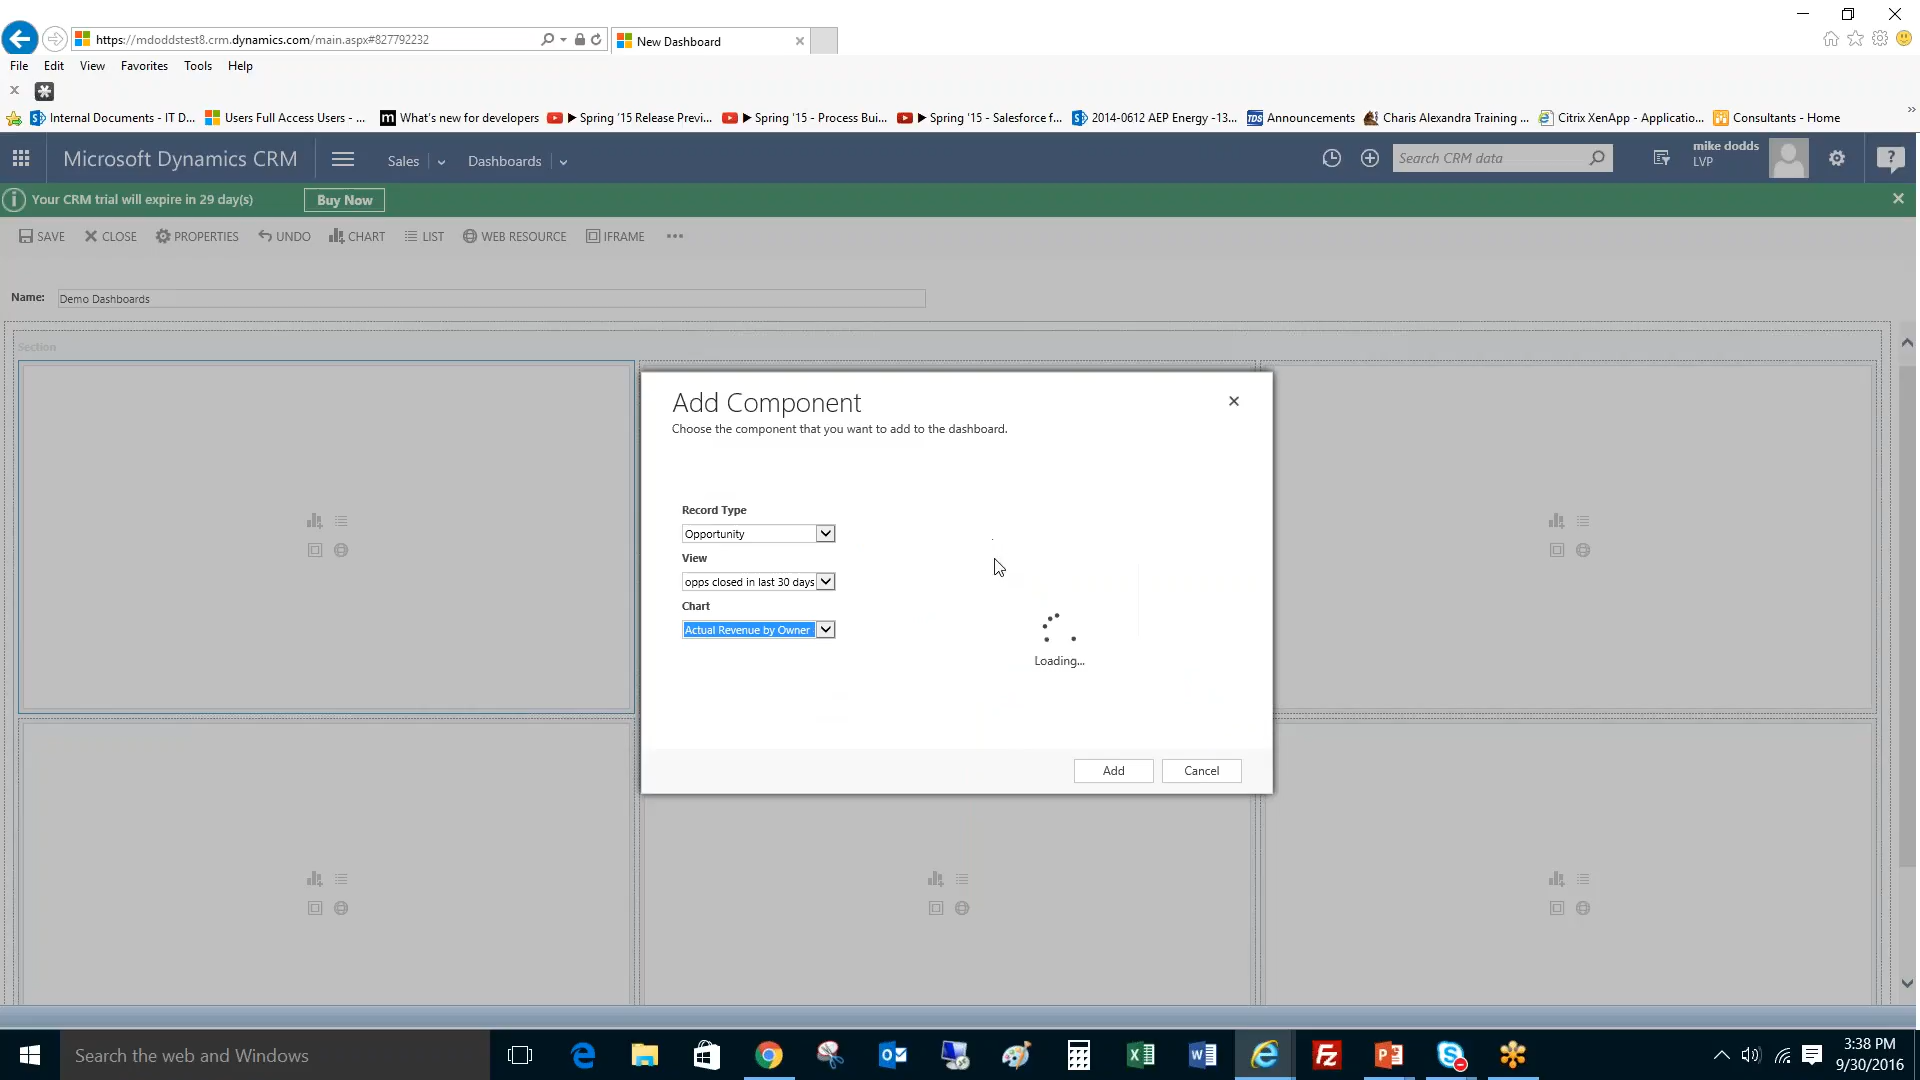 https://mdoddstest8.crm.dynamics.com/main.aspx#827792232
New Dashboard
File Edit View Favorites Tools Help
Internal Documents - IT D...
Users Full Access Users - ...
What's new for developers
▶ Spring '15 Release Previ...
▶ Spring '15 - Process Bui...
▶ Spring '15 - Salesforce f...
2014-0612 AEP Energy -13...
Announcements
Charis Alexandra Training ...
Citrix XenApp - Applicatio...
Consultants - Home
Microsoft Dynamics CRM
Sales
Dashboards
Search CRM data
mike dodds
LVP
Your CRM trial will expire in 29 day(s)
Buy Now
SAVE CLOSE PROPERTIES UNDO CHART LIST WEB RESOURCE IFRAME
Name: Demo Dashboards
Section
Add Component
Choose the component that you want to add to the dashboard.
Record Type
Opportunity
View
opps closed in last 30 days
Chart
Actual Revenue by Owner
Loading...
Add Cancel
Search the web and Windows
3:38 PM
9/30/2016